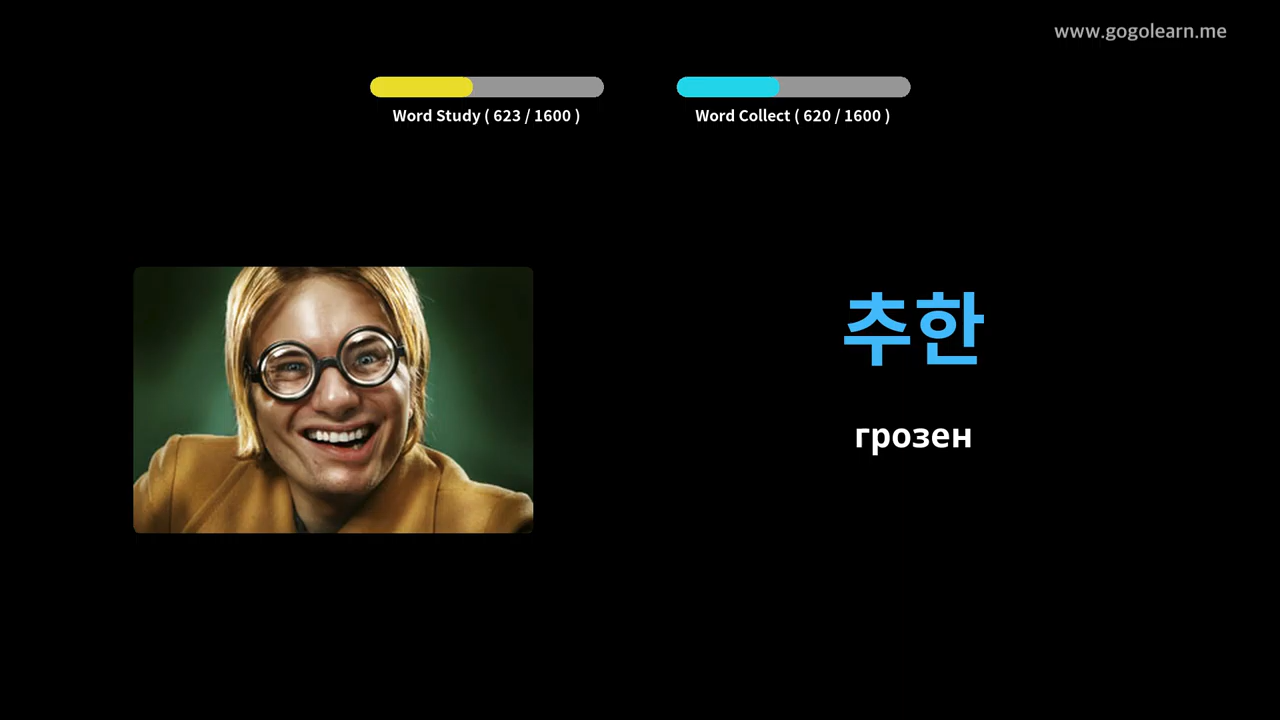 www.gogolearn.me
Word Study ( 623 / 1600 )
Word Collect ( 620 / 1600 )
추한
грозен